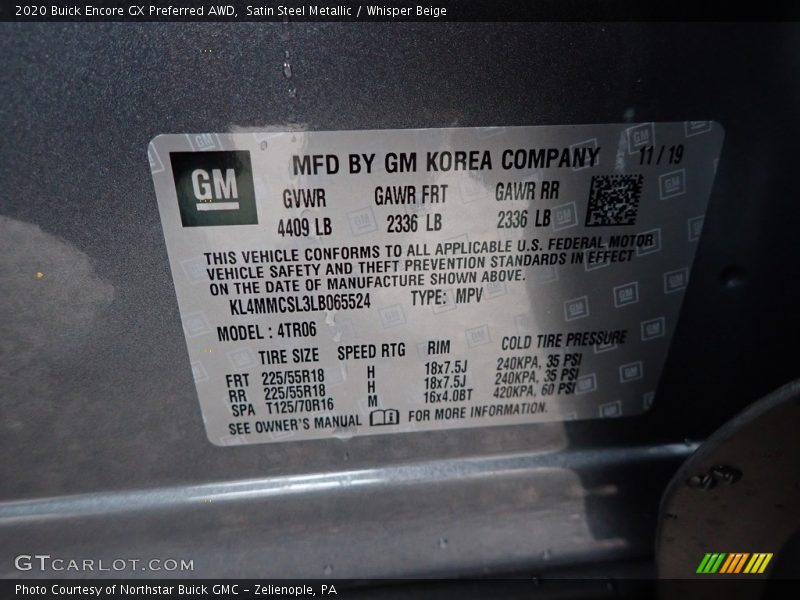 2020 Buick Encore GX Preferred AWD, Satin Steel Metallic / Whisper Beige
GM
MFD BY GM KOREA COMPANY 11 / 19
GVWR GAWR FRT GAWR RR
4409 LB 2336 LB 2336 LB
THIS VEHICLE CONFORMS TO ALL APPLICABLE U.S. FEDERAL MOTOR
VEHICLE SAFETY AND THEFT PREVENTION STANDARDS IN EFFECT
ON THE DATE OF MANUFACTURE SHOWN ABOVE.
KL4MMCSL3LB065524 TYPE: MPV
MODEL : 4TR06
TIRE SIZE SPEED RTG RIM COLD TIRE PRESSURE
FRT 225/55R18 H 18x7.5J 240KPA, 35 PSI
RR 225/55R18 H 18x7.5J 240KPA, 35 PSI
SPA T125/70R16 M 16x4.0BT 420KPA, 60 PSI
SEE OWNER'S MANUAL FOR MORE INFORMATION.
GTCARLOT.COM
Photo Courtesy of Northstar Buick GMC – Zelienople, PA